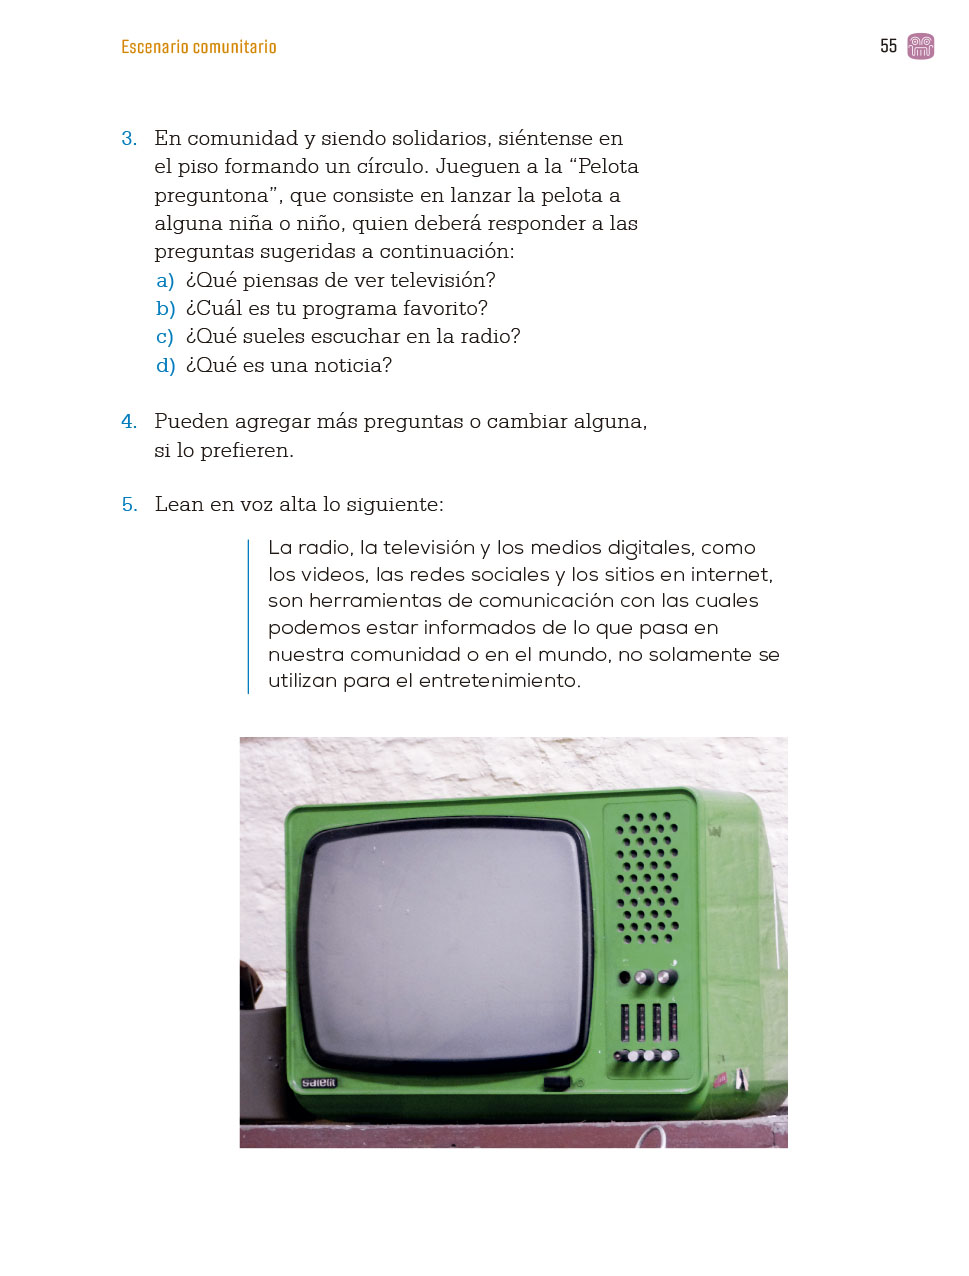 Escenario comunitario
55
3. En comunidad y siendo solidarios, siéntense en
el piso formando un círculo. Jueguen a la “Pelota
preguntona”, que consiste en lanzar la pelota a
alguna niña o niño, quien deberá responder a las
preguntas sugeridas a continuación:
a) ¿Qué piensas de ver televisión?
b) ¿Cuál es tu programa favorito?
c) ¿Qué sueles escuchar en la radio?
d) ¿Qué es una noticia?
4. Pueden agregar más preguntas o cambiar alguna,
si lo prefieren.
5. Lean en voz alta lo siguiente:
La radio, la televisión y los medios digitales, como
los videos, las redes sociales y los sitios en internet,
son herramientas de comunicación con las cuales
podemos estar informados de lo que pasa en
nuestra comunidad o en el mundo, no solamente se
utilizan para el entretenimiento.
satelit